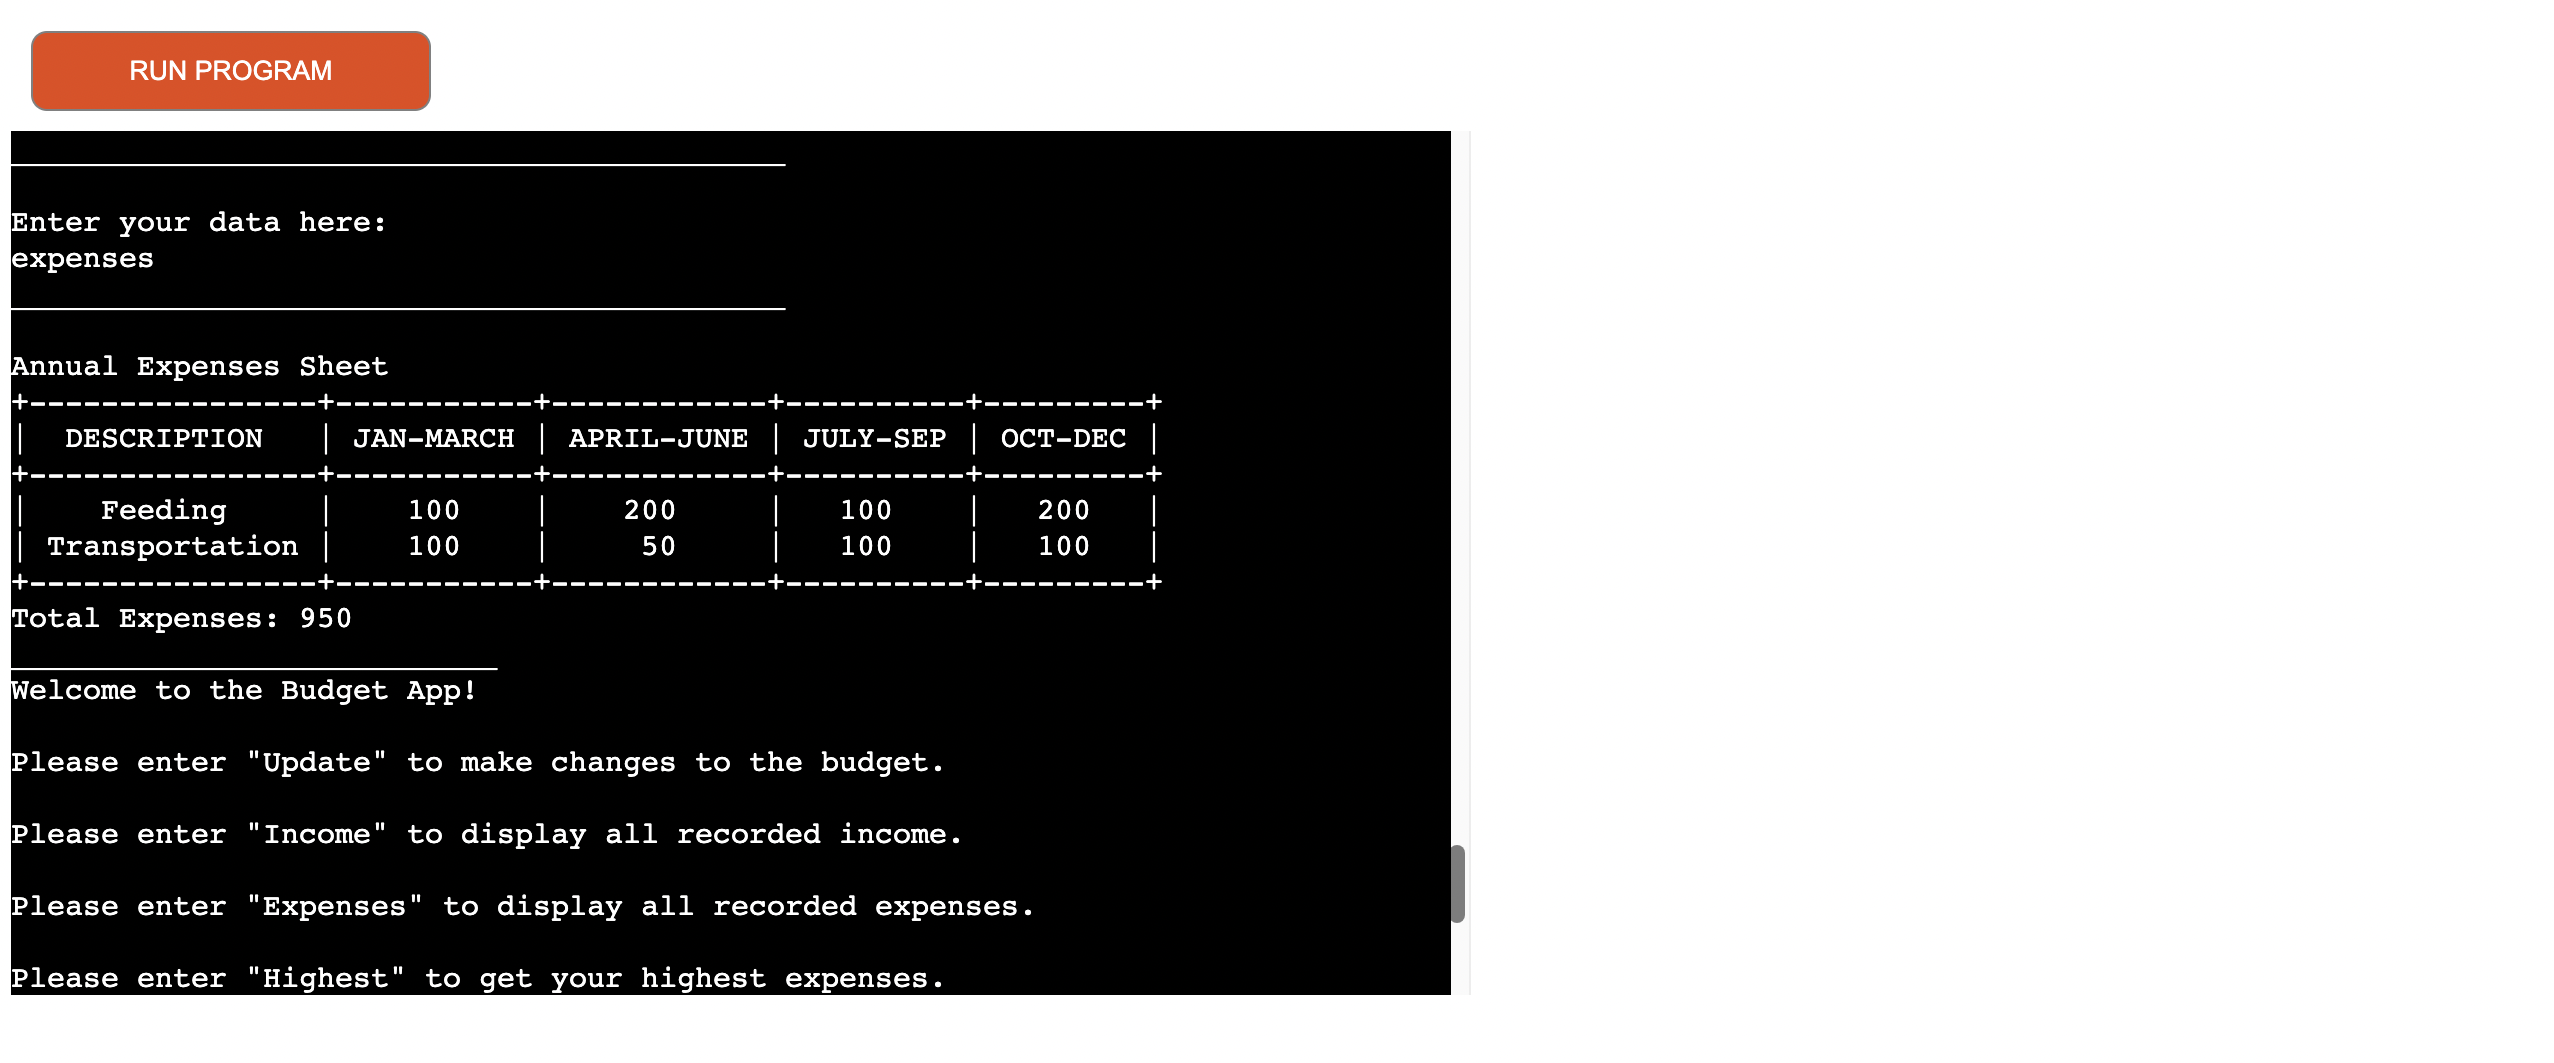 RUN PROGRAM
___________________________________________
Enter your data here:
expenses
___________________________________________
Annual Expenses Sheet
+----------------+-----------+------------+----------+---------+
|  DESCRIPTION   | JAN-MARCH | APRIL-JUNE | JULY-SEP | OCT-DEC |
+----------------+-----------+------------+----------+---------+
|    Feeding     |    100    |    200     |   100    |   200   |
| Transportation |    100    |     50     |   100    |   100   |
+----------------+-----------+------------+----------+---------+
Total Expenses: 950
___________________________
Welcome to the Budget App!
Please enter "Update" to make changes to the budget.
Please enter "Income" to display all recorded income.
Please enter "Expenses" to display all recorded expenses.
Please enter "Highest" to get your highest expenses.